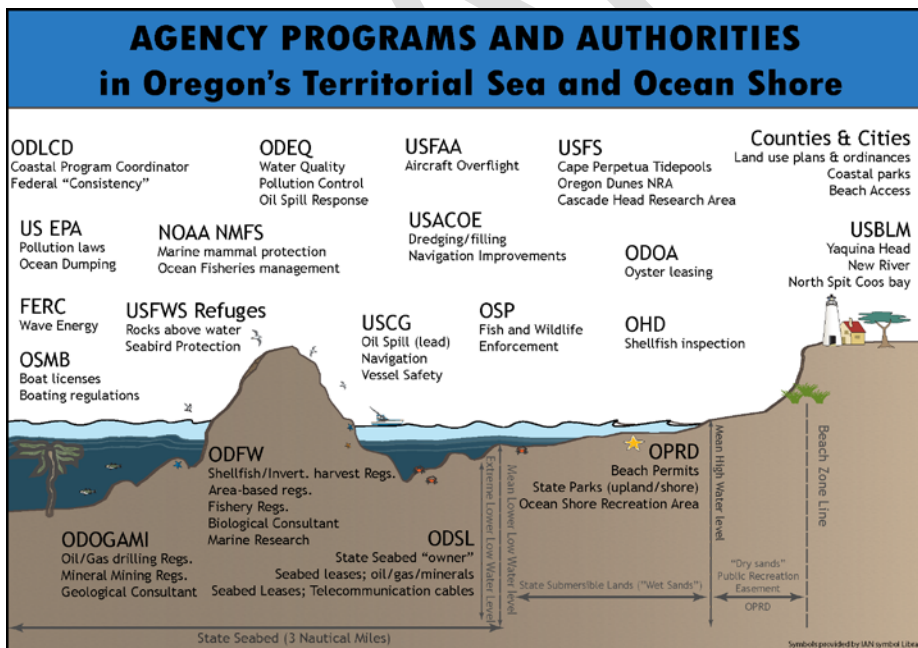 AGENCY PROGRAMS AND AUTHORITIES
in Oregon's Territorial Sea and Ocean Shore
ODLCD
Coastal Program Coordinator
Federal "Consistency"
ODEQ
Water Quality
Pollution Control
Oil Spill Response
USFAA
Aircraft Overflight
USFS
Cape Perpetua Tidepools
Oregon Dunes NRA
Cascade Head Research Area
Counties & Cities
Land use plans & ordinances
Coastal parks
Beach Access
US EPA
Pollution laws
Ocean Dumping
NOAA NMFS
Marine mammal protection
Ocean Fisheries management
USACOE
Dredging/filling
Navigation Improvements
ODOA
Oyster leasing
USBLM
Yaquina Head
New River
North Spit Coos bay
FERC
Wave Energy
USFWS Refuges
Rocks above water
Seabird Protection
USCG
Oil Spill (lead)
Navigation
Vessel Safety
OSP
Fish and Wildlife
Enforcement
OHD
Shellfish inspection
OSMB
Boat licenses
Boating regulations
ODFW
Shellfish/Invert. harvest Regs.
Area-based regs.
Fishery Regs.
Biological Consultant
Marine Research
OPRD
Beach Permits
State Parks (upland/shore)
Ocean Shore Recreation Area
ODOGAMI
Oil/Gas drilling Regs.
Mineral Mining Regs.
Geological Consultant
ODSL
State Seabed "owner"
Seabed leases; oil/gas/minerals
Seabed Leases; Telecommunication cables
Extreme Lower Low Water Level
Mean Lower Low Water level
Mean High Water level
Beach Zone Line
State Submersible Lands ("Wet Sands")
"Dry sands"
Public Recreation
Easement
OPRD
State Seabed (3 Nautical Miles)
Symbols provided by IAN symbol Libra